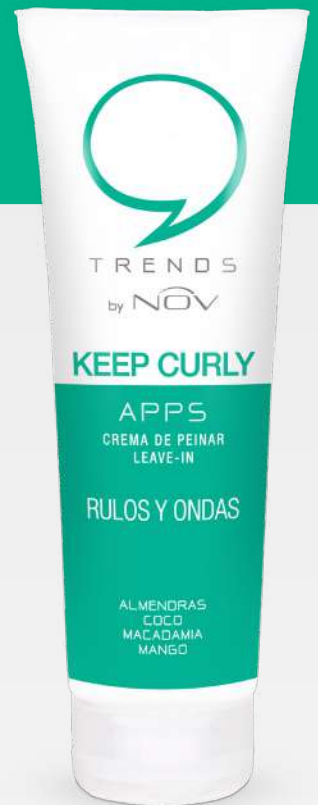 TRENDS
by NOV
KEEP CURLY
APPS
CREMA DE PEINAR
LEAVE-IN
RULOS Y ONDAS
ALMENDRAS
COCO
MACADAMIA
MANGO